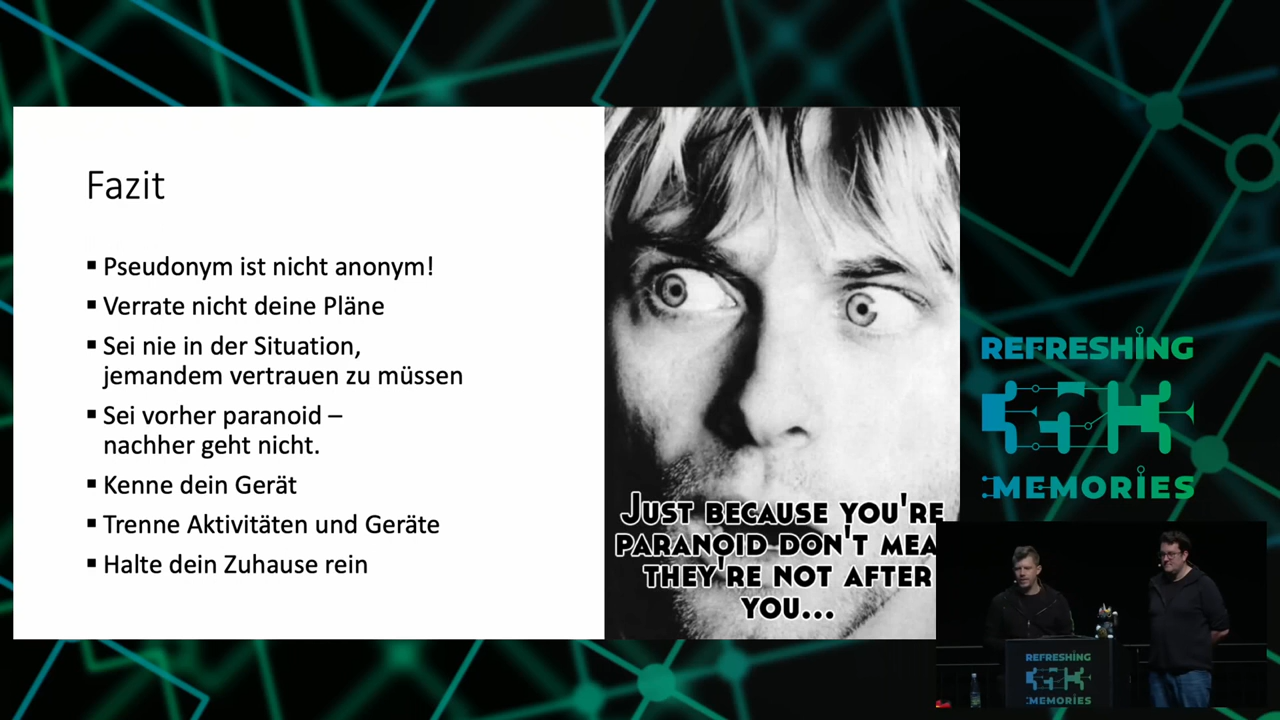 Fazit
▪ Pseudonym ist nicht anonym!
▪ Verrate nicht deine Pläne
▪ Sei nie in der Situation,
jemandem vertrauen zu müssen
▪ Sei vorher paranoid –
nachher geht nicht.
▪ Kenne dein Gerät
▪ Trenne Aktivitäten und Geräte
▪ Halte dein Zuhause rein
JUST BECAUSE YOU'RE
PARANOID DON'T MEA
THEY'RE NOT AFTER
YOU...
REFRESHING
35C3
MEMORIES
REFRESHING
35C3
MEMORIES